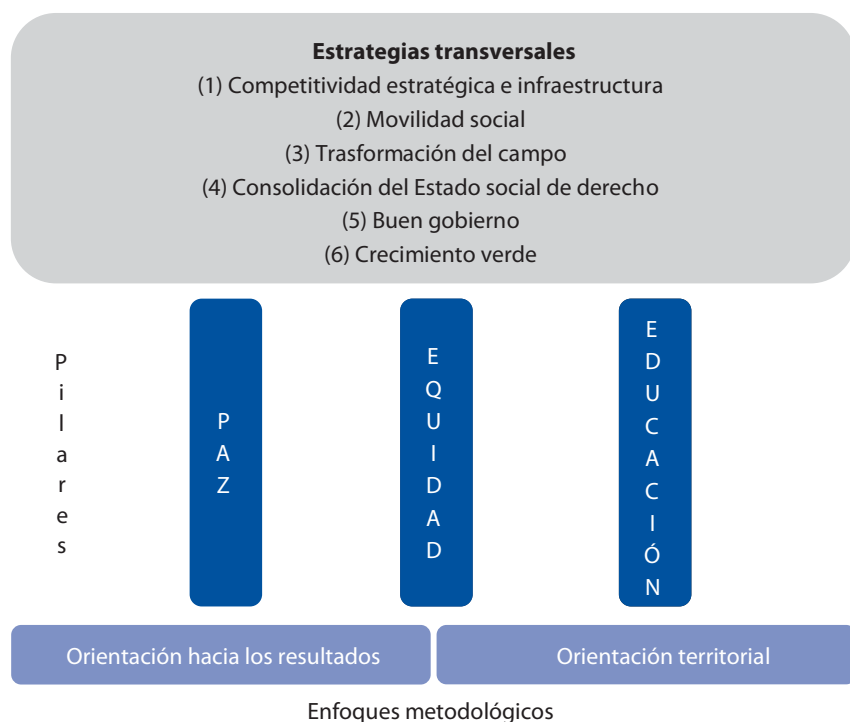 Estrategias transversales
(1) Competitividad estratégica e infraestructura
(2) Movilidad social
(3) Trasformación del campo
(4) Consolidación del Estado social de derecho
(5) Buen gobierno
(6) Crecimiento verde
Pilares
PAZ
EQUIDAD
EDUCACIÓN
Orientación hacia los resultados
Orientación territorial
Enfoques metodológicos